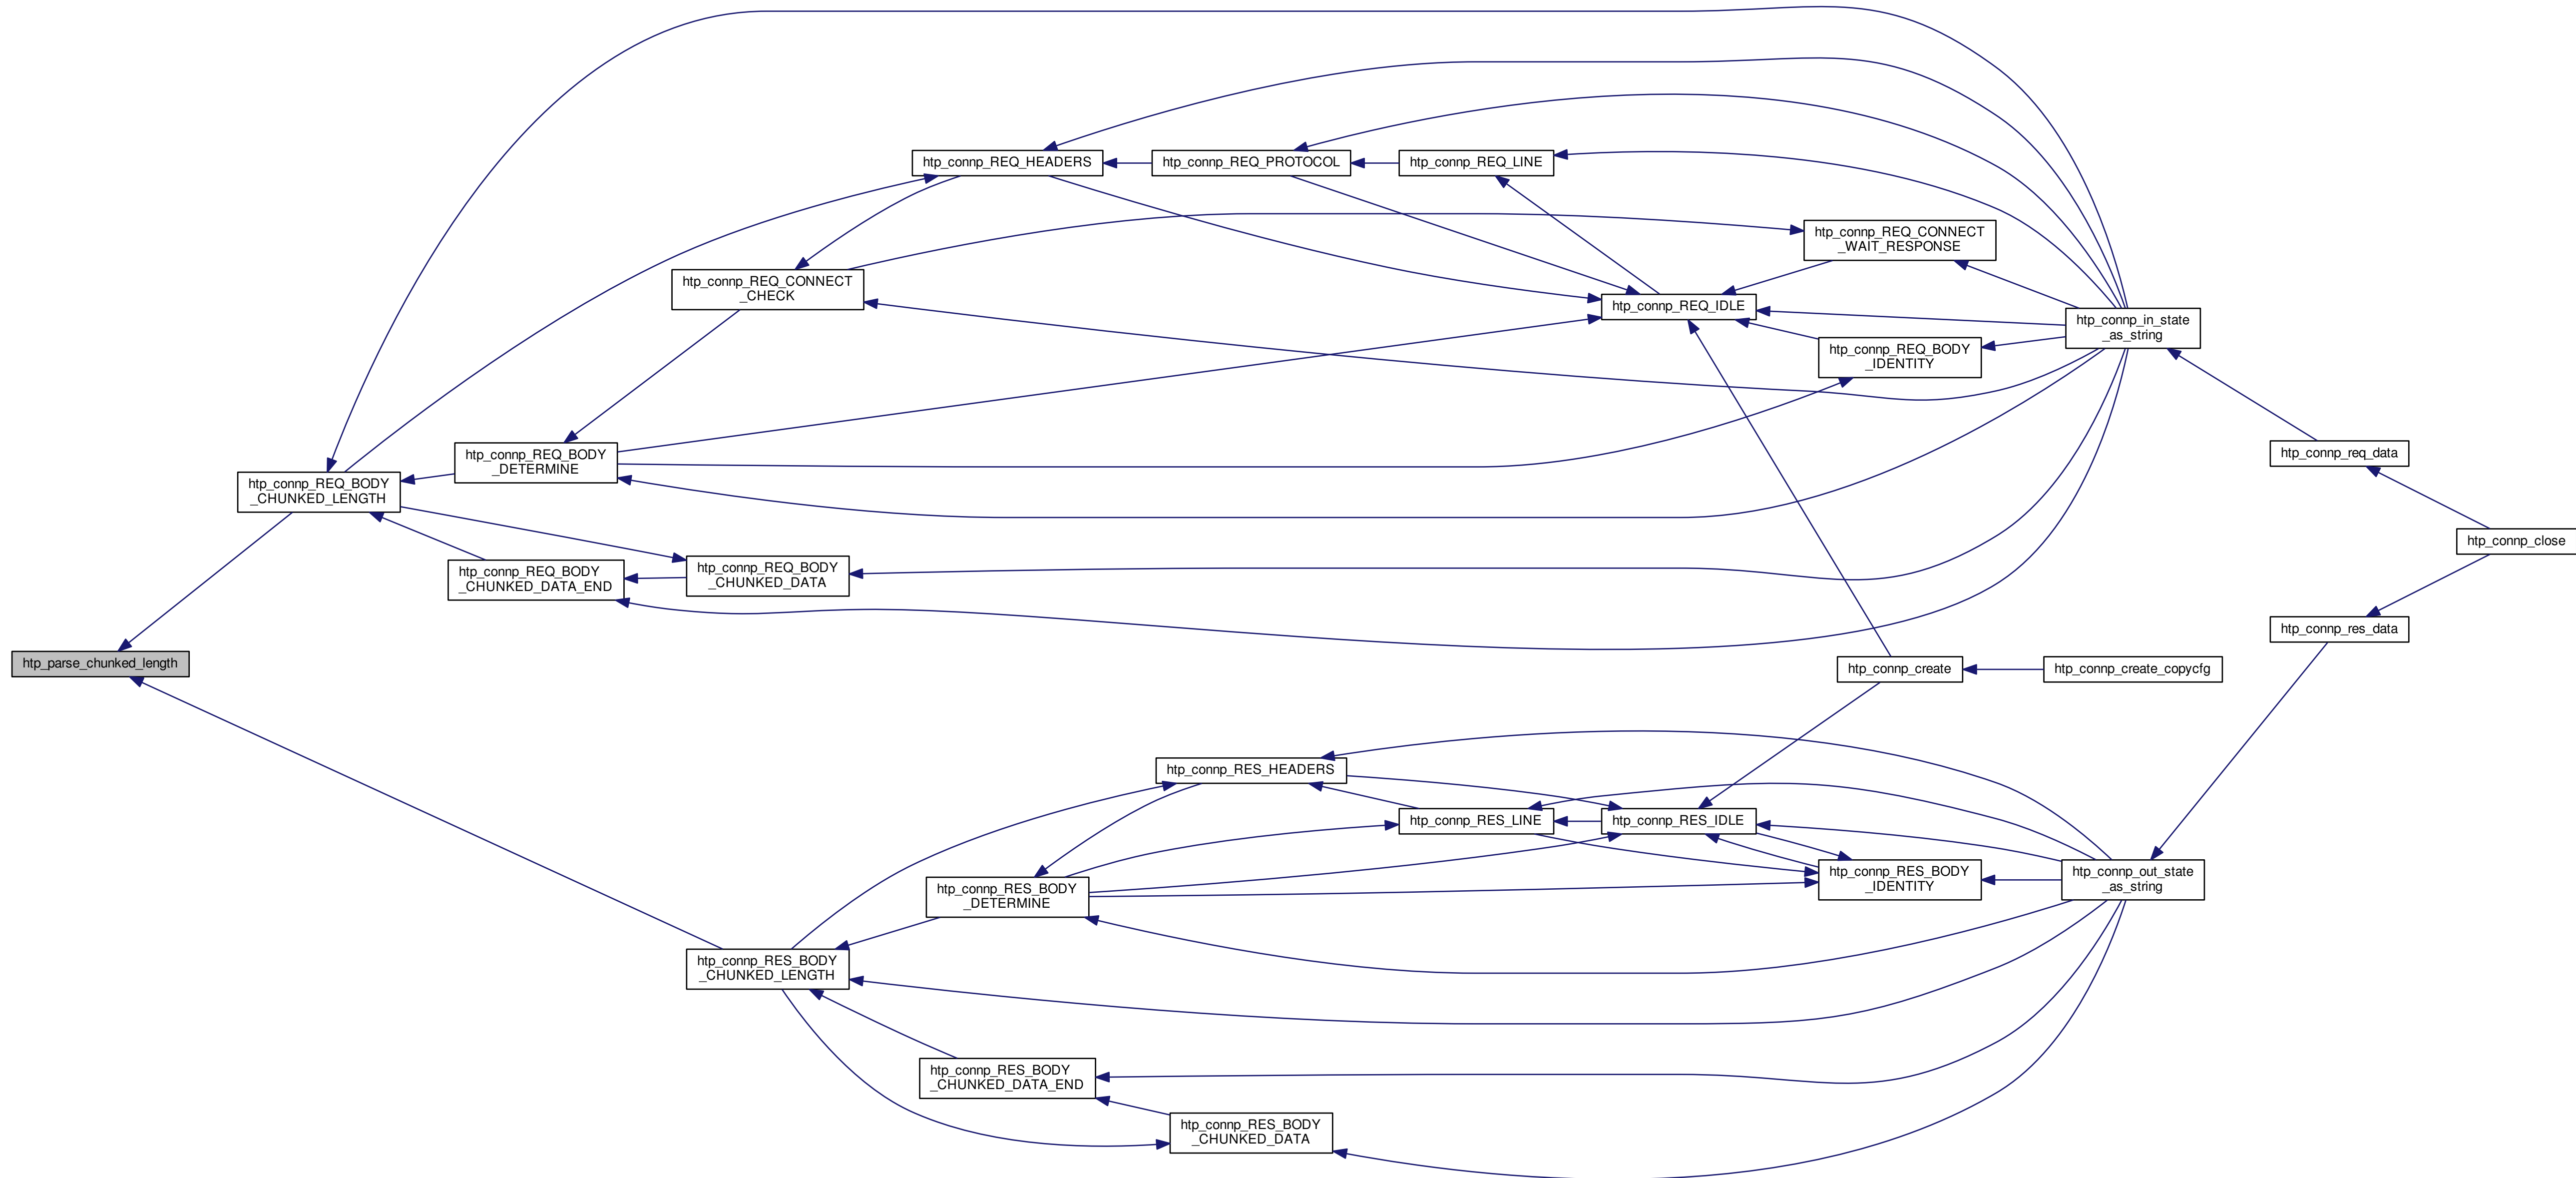 htp_connp_REQ_HEADERS
htp_connp_REQ_PROTOCOL
htp_connp_REQ_LINE
htp_connp_REQ_CONNECT
_WAIT_RESPONSE
htp_connp_REQ_CONNECT
_CHECK
htp_connp_REQ_IDLE
htp_connp_in_state
_as_string
htp_connp_REQ_BODY
_IDENTITY
htp_connp_REQ_BODY
_DETERMINE
htp_connp_req_data
htp_connp_REQ_BODY
_CHUNKED_LENGTH
htp_connp_close
htp_connp_REQ_BODY
_CHUNKED_DATA_END
htp_connp_REQ_BODY
_CHUNKED_DATA
htp_connp_res_data
htp_parse_chunked_length
htp_connp_create
htp_connp_create_copycfg
htp_connp_RES_HEADERS
htp_connp_RES_LINE
htp_connp_RES_IDLE
htp_connp_RES_BODY
_DETERMINE
htp_connp_RES_BODY
_IDENTITY
htp_connp_out_state
_as_string
htp_connp_RES_BODY
_CHUNKED_LENGTH
htp_connp_RES_BODY
_CHUNKED_DATA_END
htp_connp_RES_BODY
_CHUNKED_DATA